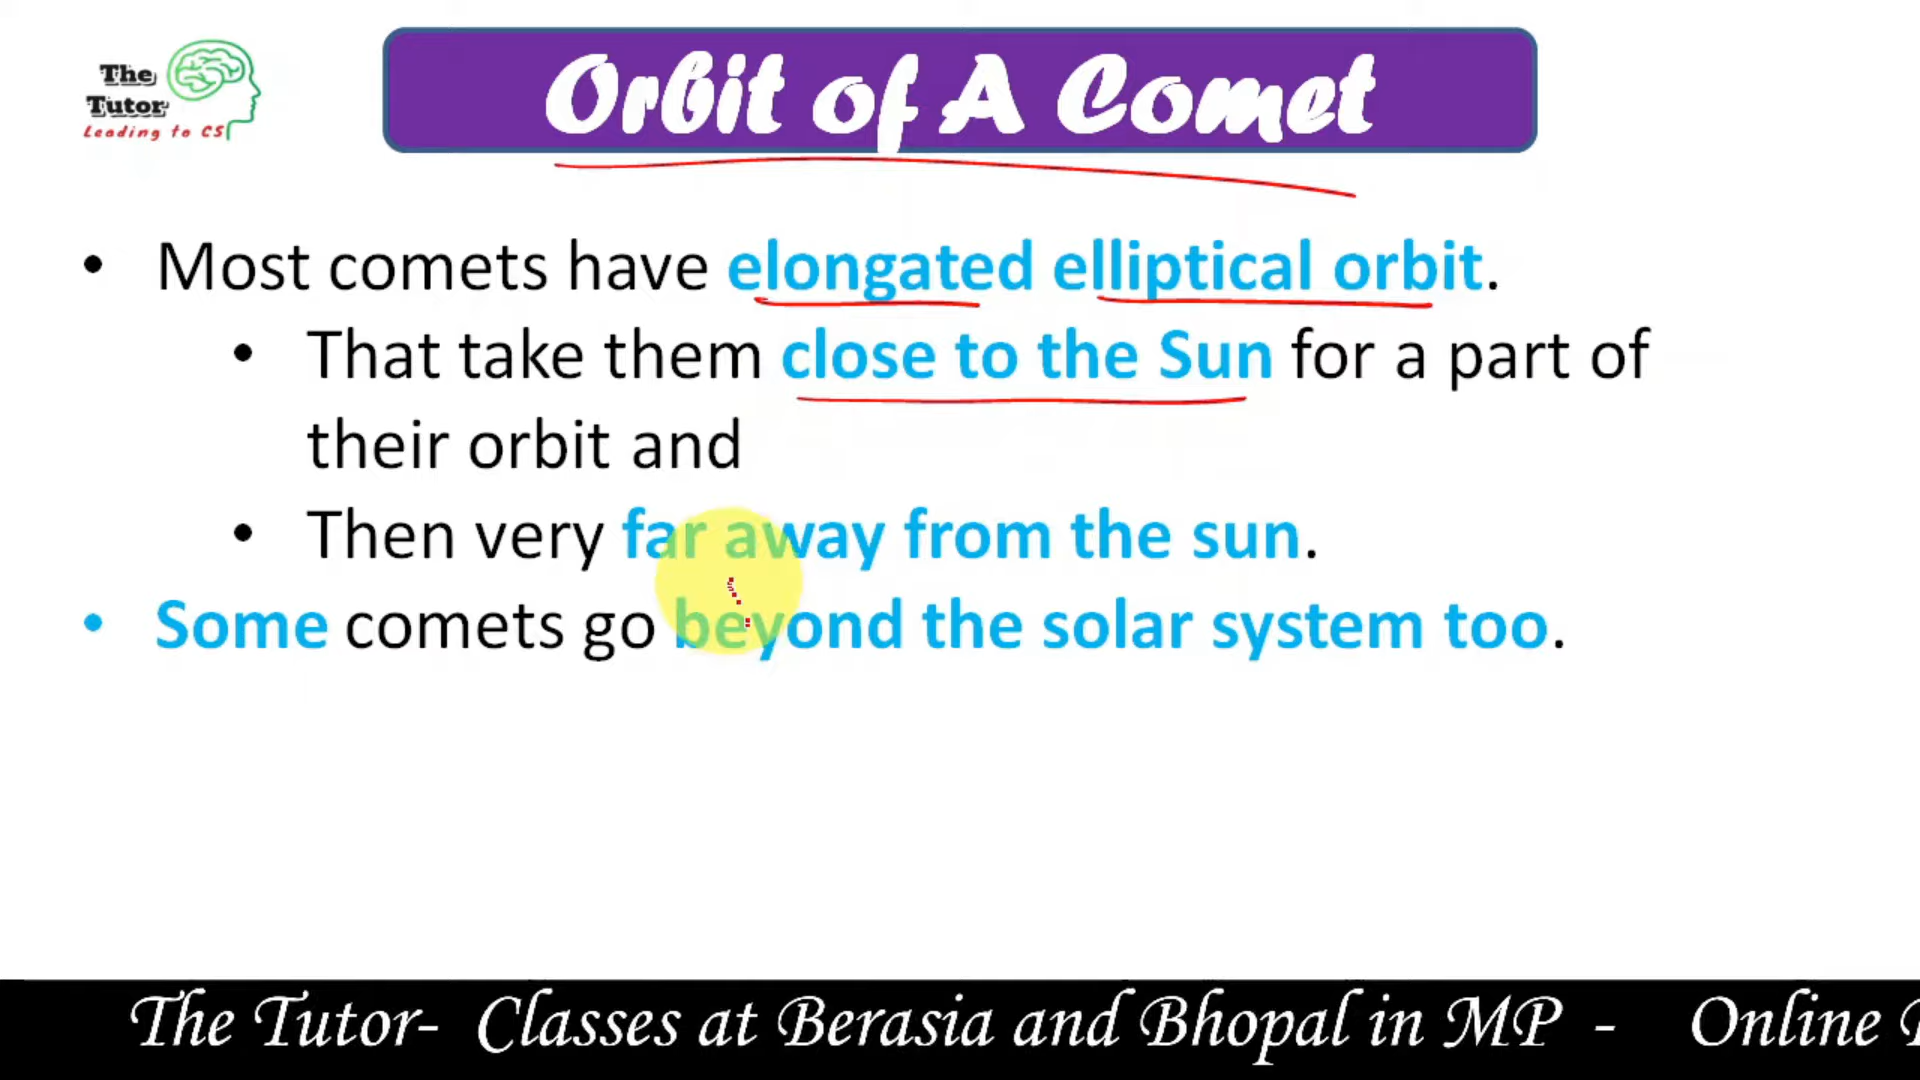 The
Tutor
Leading to CS
Orbit of A Comet
• Most comets have elongated elliptical orbit.
• That take them close to the Sun for a part of
their orbit and
• Then very far away from the sun.
• Some comets go beyond the solar system too.
The Tutor- Classes at Berasia and Bhopal in MP - Online